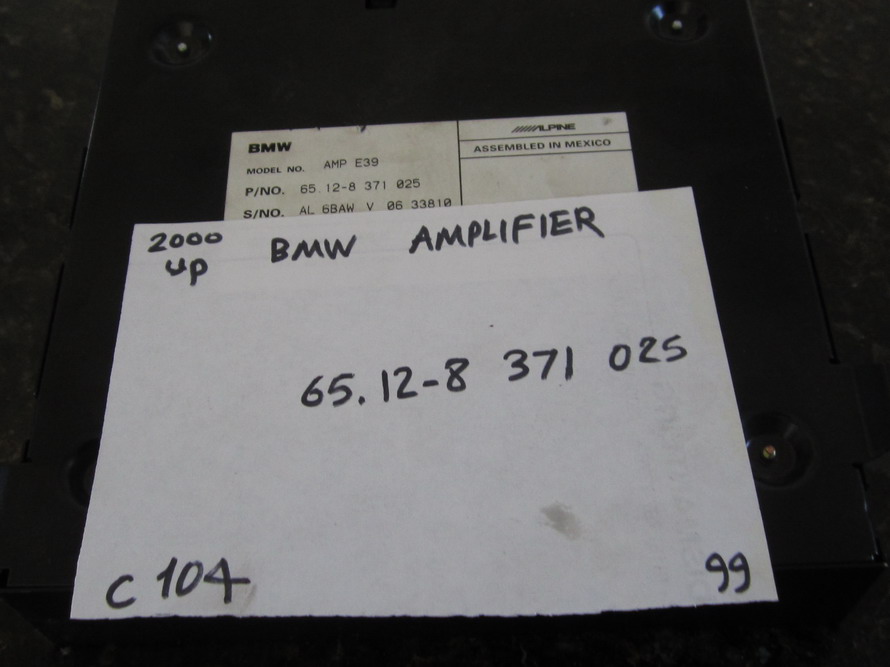 BMW
MODEL NO. AMP E39
P/NO. 65.12-8 371 025
S/NO. AL 6BAW V 06 33810
ALPINE
ASSEMBLED IN MEXICO
2000 up BMW AMPLIFIER
65.12-8 371 025
C 104 99